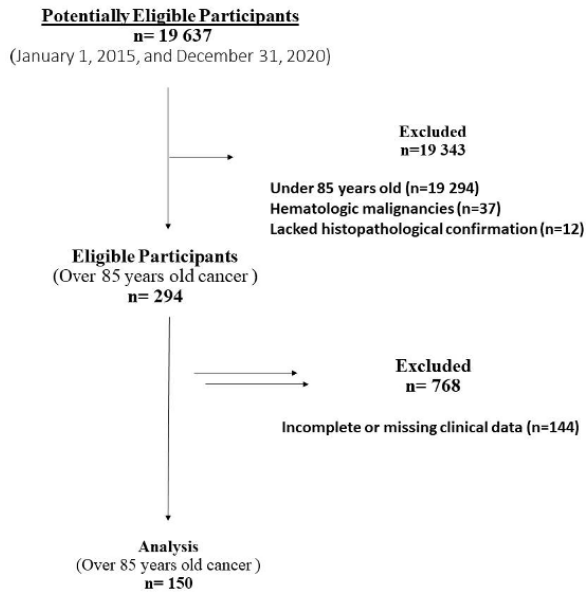 Potentially Eligible Participants
n= 19 637
(January 1, 2015, and December 31, 2020)
Excluded
n=19 343
Under 85 years old (n=19 294)
Hematologic malignancies (n=37)
Lacked histopathological confirmation (n=12)
Eligible Participants
(Over 85 years old cancer )
n= 294
Excluded
n= 768
Incomplete or missing clinical data (n=144)
Analysis
(Over 85 years old cancer )
n= 150